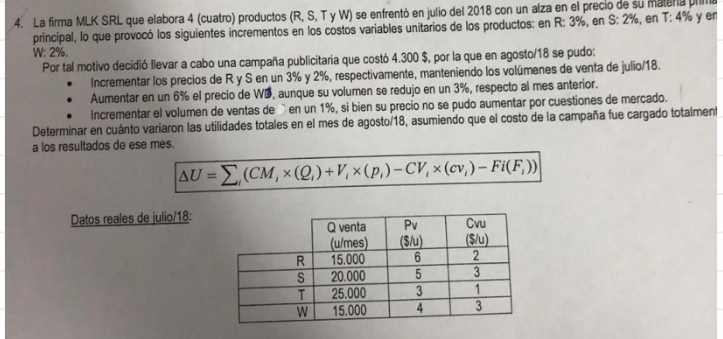 4. La firma MLK SRL que elabora 4 (cuatro) productos (R, S, T y W) se enfrentó en julio del 2018 con un alza en el precio de su materia prima
principal, lo que provocó los siguientes incrementos en los costos variables unitarios de los productos: en R: 3%, en S: 2%, en T: 4% y en
W: 2%.
Por tal motivo decidió llevar a cabo una campaña publicitaria que costó 4.300 $, por la que en agosto/18 se pudo:
• Incrementar los precios de R y S en un 3% y 2%, respectivamente, manteniendo los volúmenes de venta de julio/18.
• Aumentar en un 6% el precio de W, aunque su volumen se redujo en un 3%, respecto al mes anterior.
• Incrementar el volumen de ventas de en un 1%, si bien su precio no se pudo aumentar por cuestiones de mercado.
Determinar en cuánto variaron las utilidades totales en el mes de agosto/18, asumiendo que el costo de la campaña fue cargado totalment
a los resultados de ese mes.
ΔU = ∑ᵢ (CMᵢ × (Qᵢ) + Vᵢ × (pᵢ) − CVᵢ × (cvᵢ) − Fi(Fᵢ))
Datos reales de julio/18:
Q venta (u/mes) Pv ($/u) Cvu ($/u)
R 15.000 6 2
S 20.000 5 3
T 25.000 3 1
W 15.000 4 3